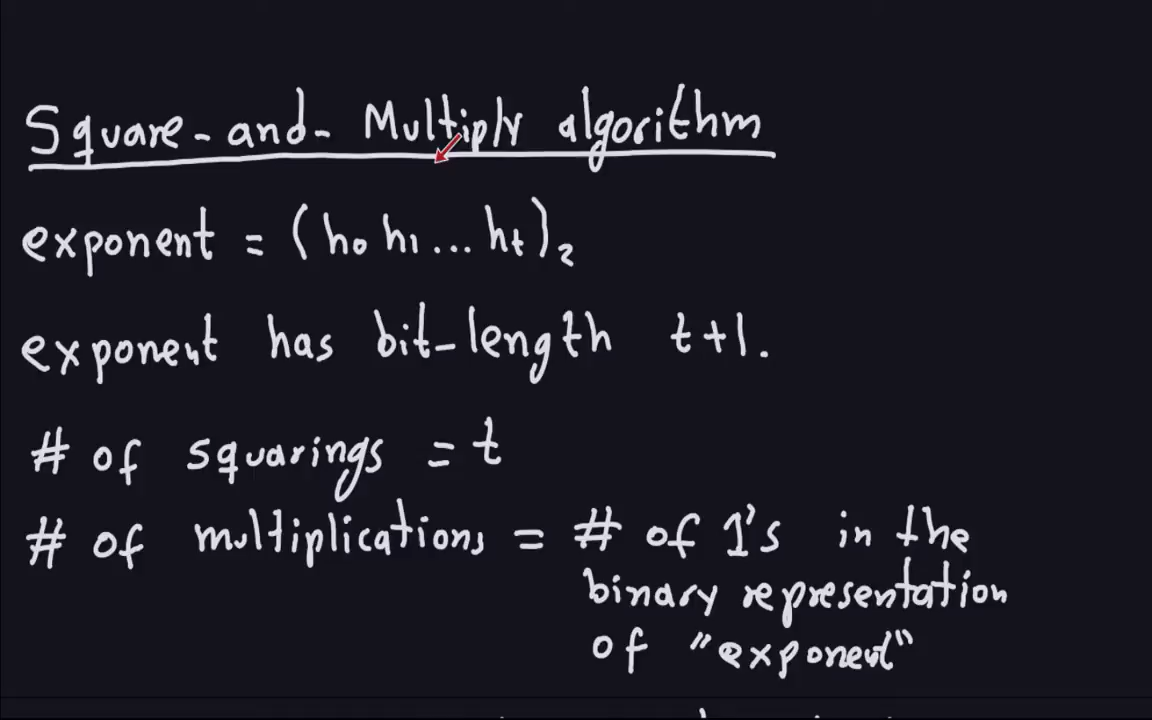 Square-and-Multiply algorithm
exponent = (h₀ h₁ ... hₜ)₂
exponent has bit-length t+1.
# of squarings = t
# of multiplications = # of 1's in the
binary representation
of "exponent"